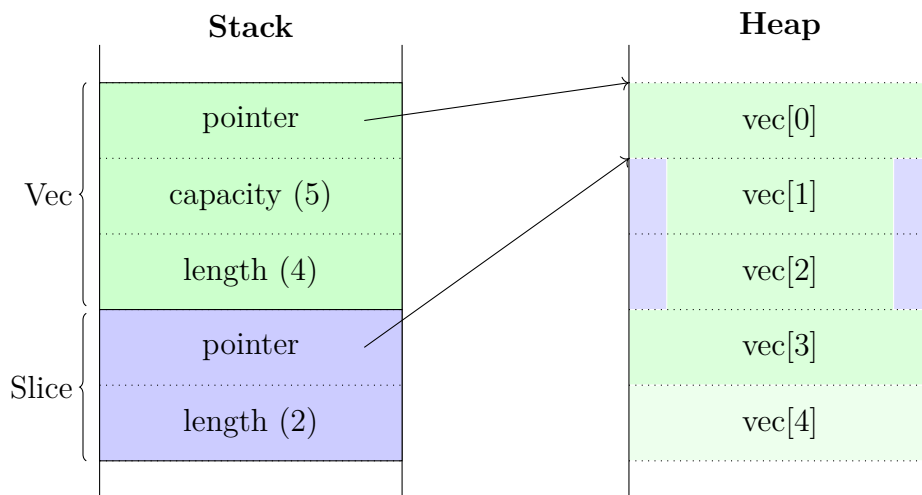 Stack
Heap
Vec
pointer
capacity (5)
length (4)
Slice
pointer
length (2)
vec[0]
vec[1]
vec[2]
vec[3]
vec[4]